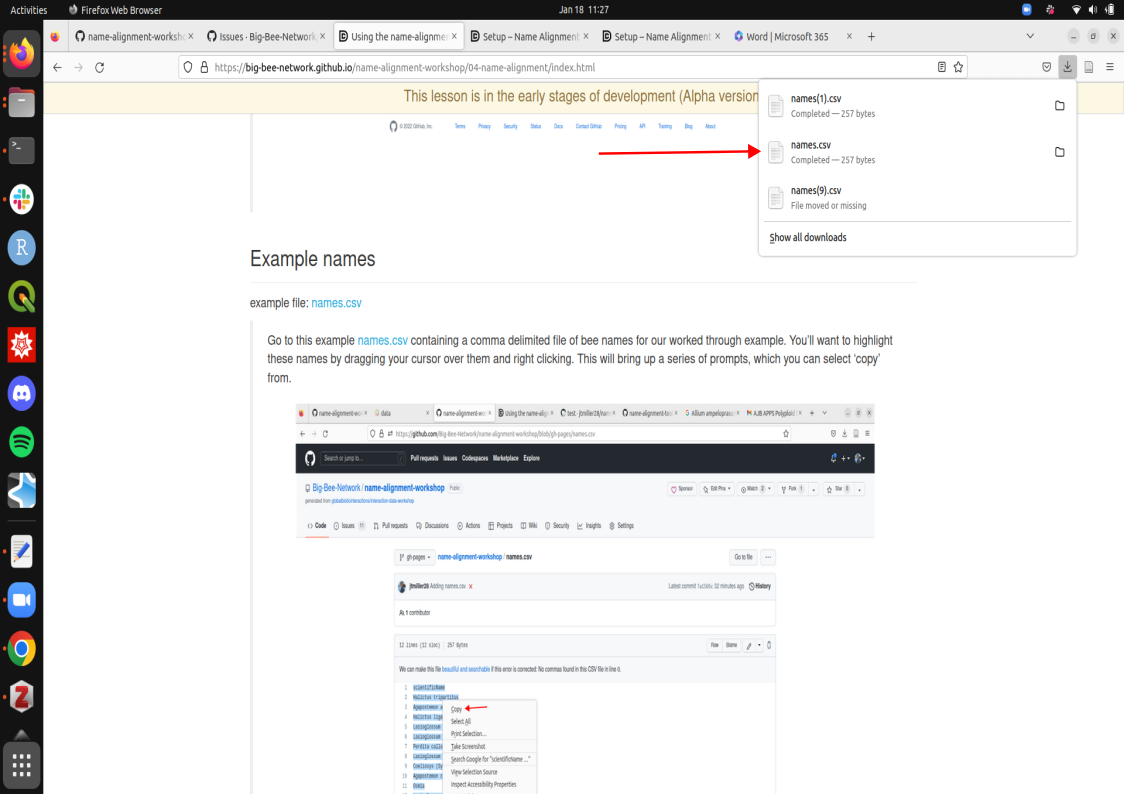 Activities
Firefox Web Browser
Jan 18 11:27
name-alignment-worksh
Issues · Big-Bee-Network
Using the name-alignme
Setup – Name Alignment
Setup – Name Alignment
Word | Microsoft 365
https://big-bee-network.github.io/name-alignment-workshop/04-name-alignment/index.html
This lesson is in the early stages of development (Alpha version
names(1).csv
Completed — 257 bytes
names.csv
Completed — 257 bytes
names(9).csv
File moved or missing
Show all downloads
© 2022 GitHub, Inc. Terms Privacy Security Status Docs Contact GitHub Pricing API Training Blog About
Example names
example file: names.csv
Go to this example names.csv containing a comma delimited file of bee names for our worked through example. You'll want to highlight
these names by dragging your cursor over them and right clicking. This will bring up a series of prompts, which you can select 'copy'
from.
name-alignment-wo
data
name-alignment-wo
Using the name-alig
test · jtmiller28/nam
name-alignment-tool
Allium ampeloprasu
AJB APPS Polyploid
https://github.com/Big-Bee-Network/name-alignment-workshop/blob/gh-pages/names.csv
Search or jump to...
Pull requests Issues Codespaces Marketplace Explore
Big-Bee-Network/name-alignment-workshop Public
Sponsor Edit Pins Watch 2 Fork 1 Star 0
generated from globalbioticinteractions/interaction-data-workshop
Code Issues 11 Pull requests Discussions Actions Projects Wiki Security Insights Settings
gh-pages name-alignment-workshop / names.csv Go to file
jtmiller28 Adding names.csv
Latest commit 32 minutes ago History
1 contributor
12 lines (12 sloc) 257 Bytes Raw Blame
We can make this file beautiful and searchable if this error is corrected: No commas found in this CSV file in line 0.
1 scientificName
2 Halictus tripartitus
3 Agapostemon a
4 Halictus liga
5 Lasioglossum
6 Lasioglossum
7 Perdita callo
8 Lasioglossum
9 Coelioxys (Sy
10 Agapostemon c
11 Osmia
12
Copy
Select All
Print Selection...
Take Screenshot
Search Google for "scientificName ..."
View Selection Source
Inspect Accessibility Properties